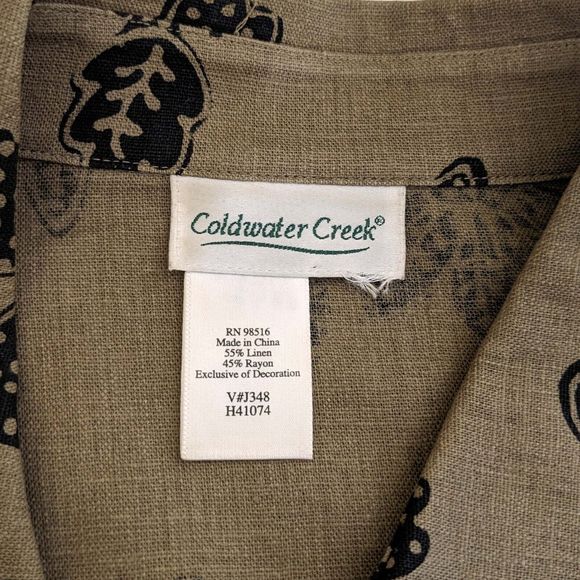 Coldwater Creek®
RN 98516
Made in China
55% Linen
45% Rayon
Exclusive of Decoration
V#J348
H41074